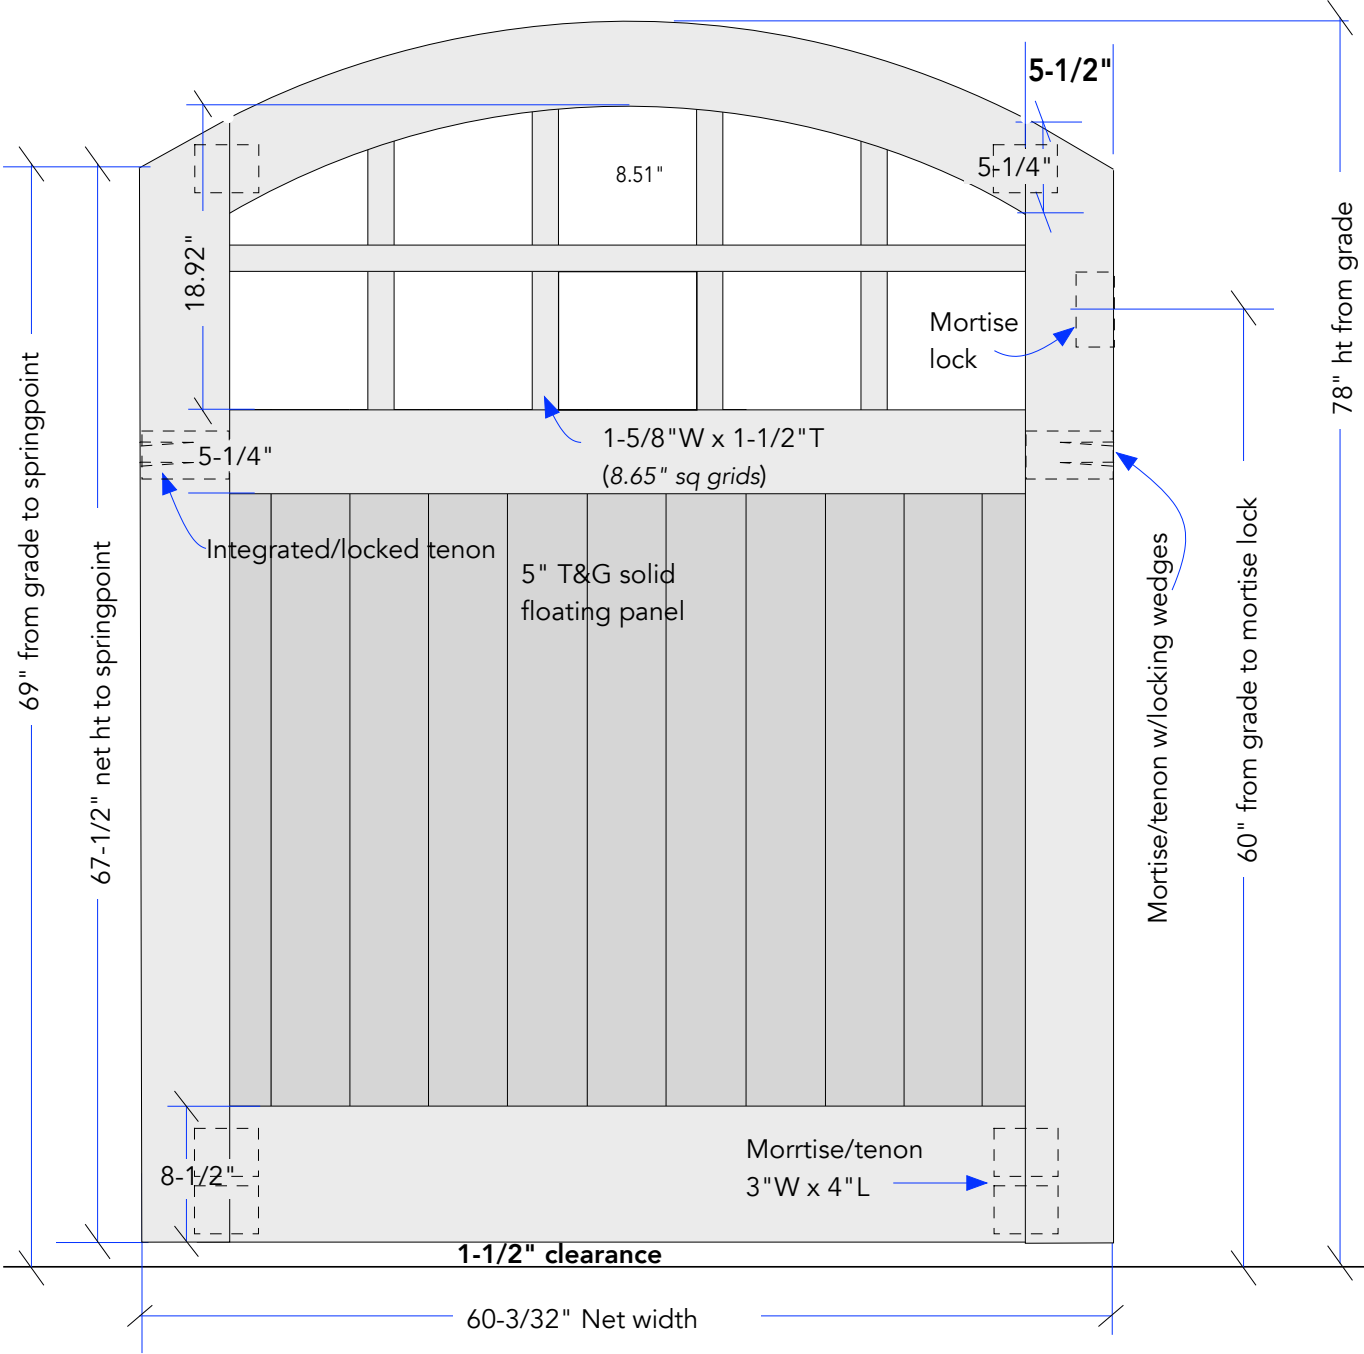 5-1/2"
5-1/4"
8.51"
18.92"
78" ht from grade
Mortise
lock
1-5/8"W x 1-1/2"T
(8.65" sq grids)
5-1/4"
69" from grade to springpoint
67-1/2" net ht to springpoint
Integrated/locked tenon
5" T&G solid
floating panel
Mortise/tenon w/locking wedges
60" from grade to mortise lock
Morrtise/tenon
3"W x 4"L
8-1/2"
1-1/2" clearance
60-3/32" Net width